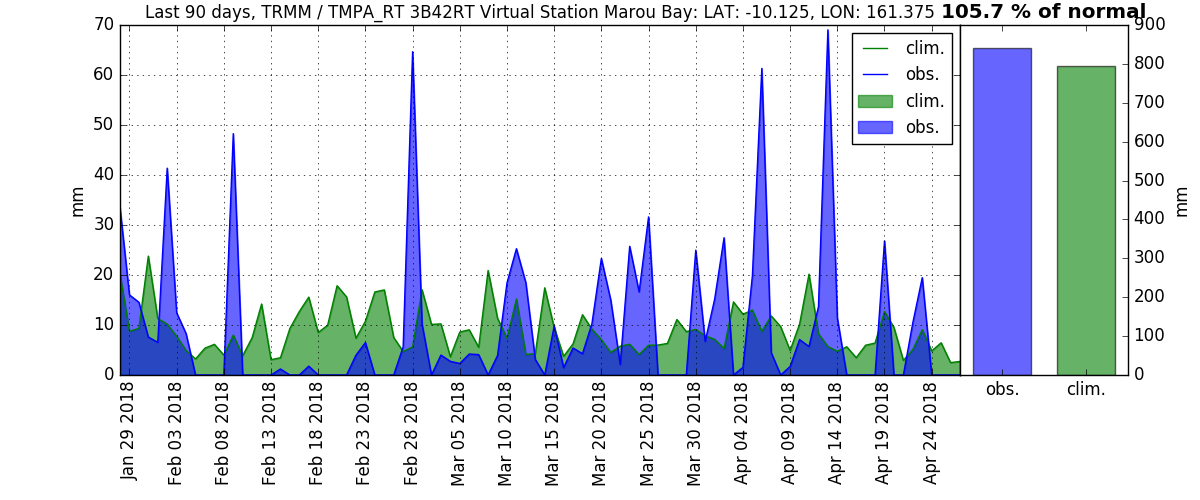 Last 90 days, TRMM / TMPA_RT 3B42RT Virtual Station Marou Bay: LAT: -10.125, LON: 161.375 105.7 % of normal
70
60
50
40
30
20
10
0
mm
clim.
obs.
clim.
obs.
900
800
700
600
500
400
300
200
100
0
mm
obs.
clim.
Jan 29 2018
Feb 03 2018
Feb 08 2018
Feb 13 2018
Feb 18 2018
Feb 23 2018
Feb 28 2018
Mar 05 2018
Mar 10 2018
Mar 15 2018
Mar 20 2018
Mar 25 2018
Mar 30 2018
Apr 04 2018
Apr 09 2018
Apr 14 2018
Apr 19 2018
Apr 24 2018